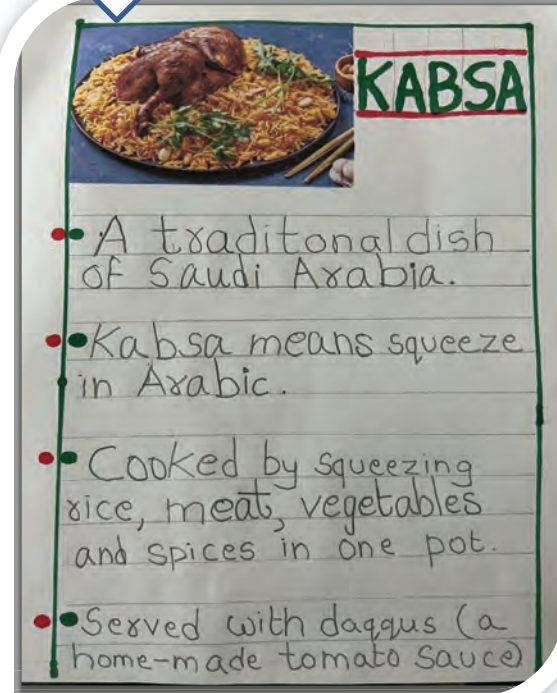 KABSA
A traditonal dish
of Saudi Arabia.
Kabsa means squeeze
in Arabic.
Cooked by squeezing
rice, meat, vegetables
and spices in one pot.
Served with daqqus (a
home-made tomato sauce)